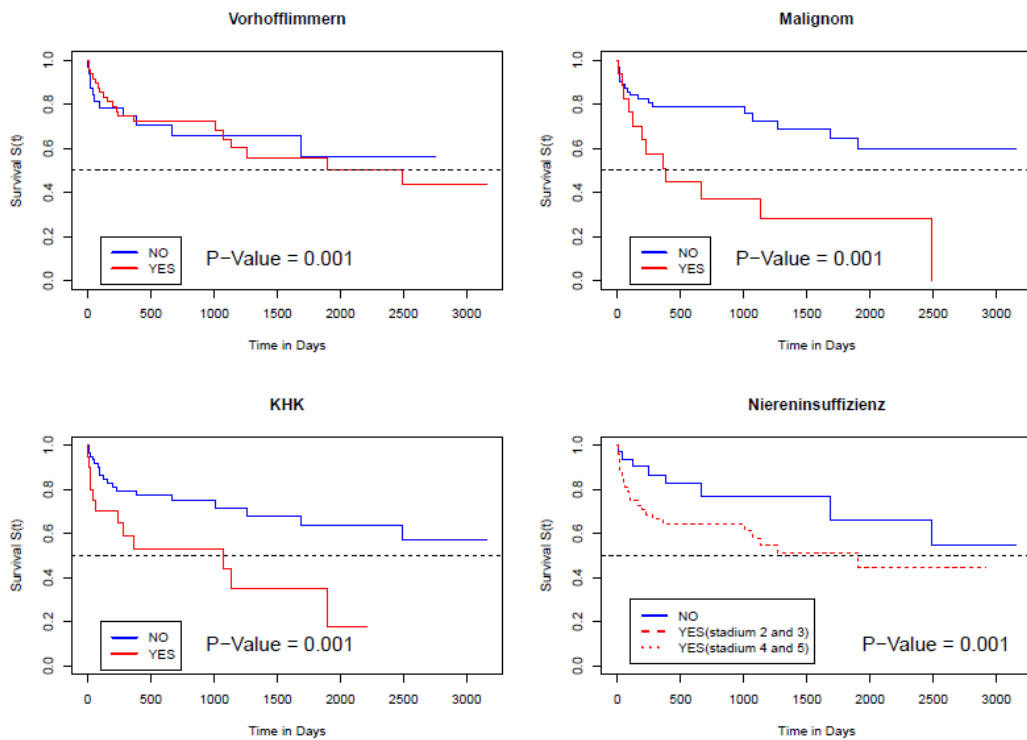 Vorhofflimmern
Survival S(t)
1.0
0.8
0.6
0.4
0.2
0.0
NO
YES
P−Value = 0.001
0 500 1000 1500 2000 2500 3000
Time in Days
Malignom
Survival S(t)
1.0
0.8
0.6
0.4
0.2
0.0
NO
YES
P−Value = 0.001
0 500 1000 1500 2000 2500 3000
Time in Days
KHK
Survival S(t)
1.0
0.8
0.6
0.4
0.2
0.0
NO
YES
P−Value = 0.001
0 500 1000 1500 2000 2500 3000
Time in Days
Niereninsuffizienz
Survival S(t)
1.0
0.8
0.6
0.4
0.2
0.0
NO
YES(stadium 2 and 3)
YES(stadium 4 and 5)
P−Value = 0.001
0 500 1000 1500 2000 2500 3000
Time in Days